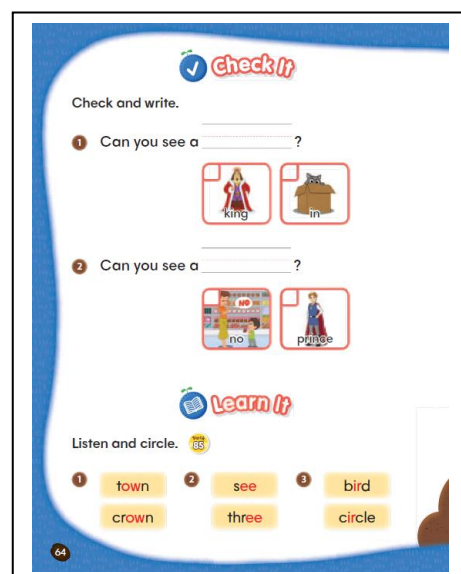 Check It
Check and write.
1 Can you see a ?
king in
2 Can you see a ?
NO
no prince
Learn It
Listen and circle. Track 85
1 town 2 see 3 bird
crown three circle
64